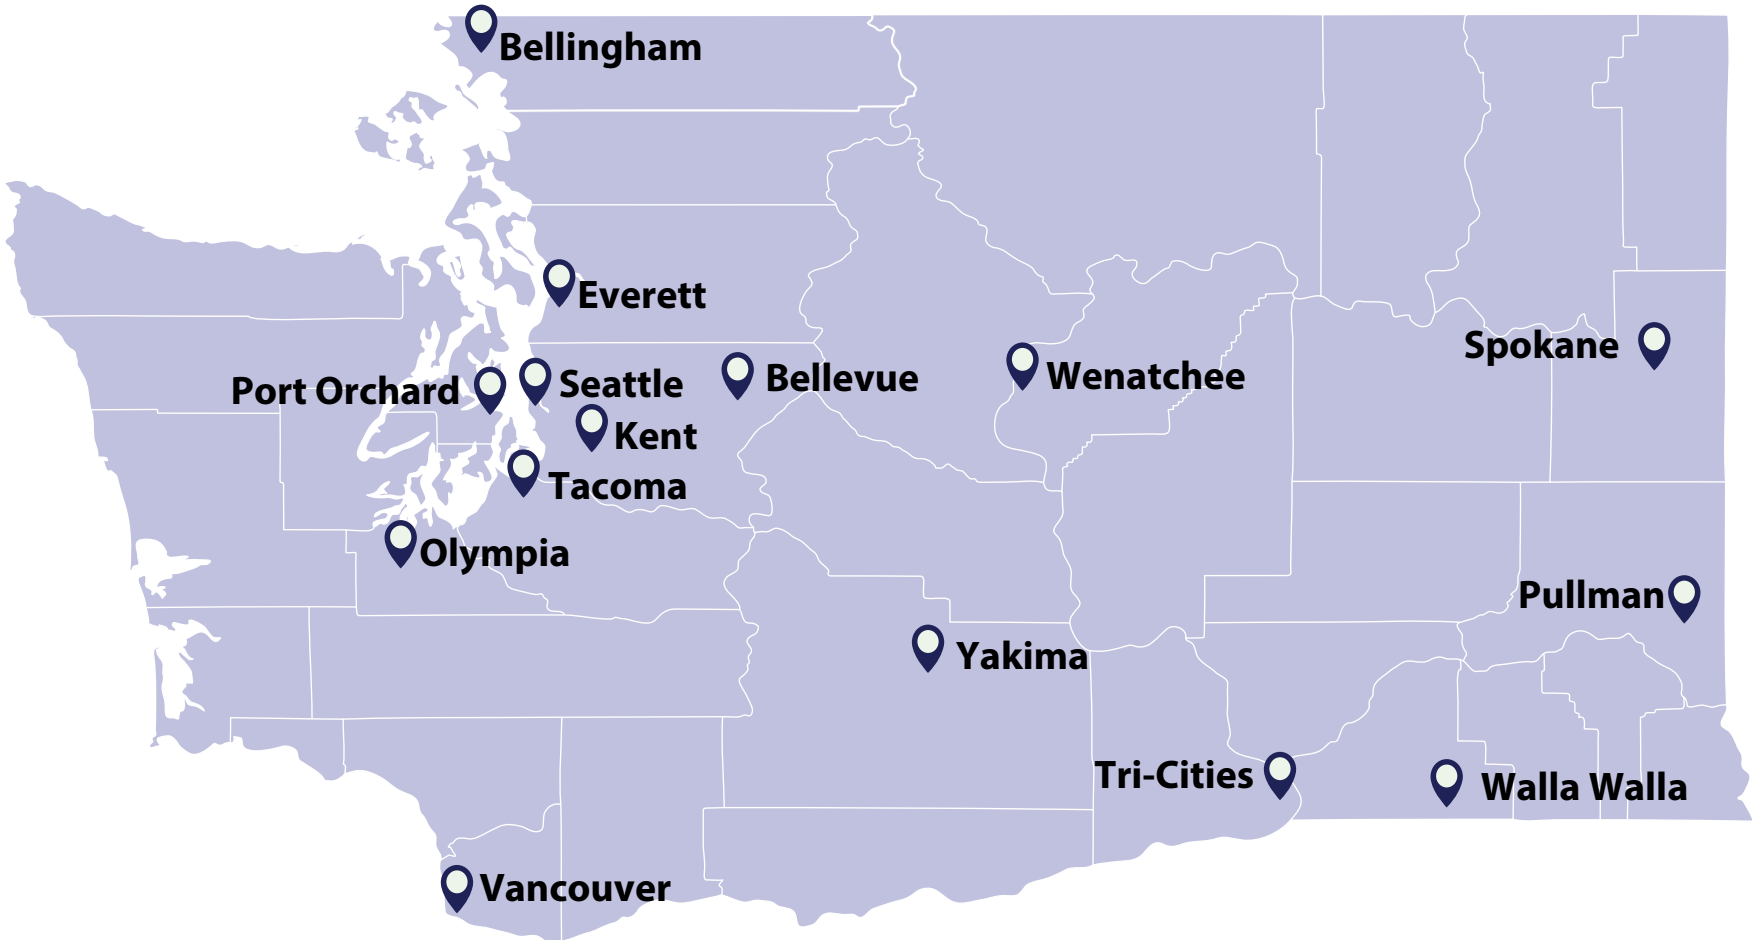 Bellingham
Everett
Spokane
Port Orchard
Seattle
Bellevue
Wenatchee
Kent
Tacoma
Olympia
Pullman
Yakima
Tri-Cities
Walla Walla
Vancouver